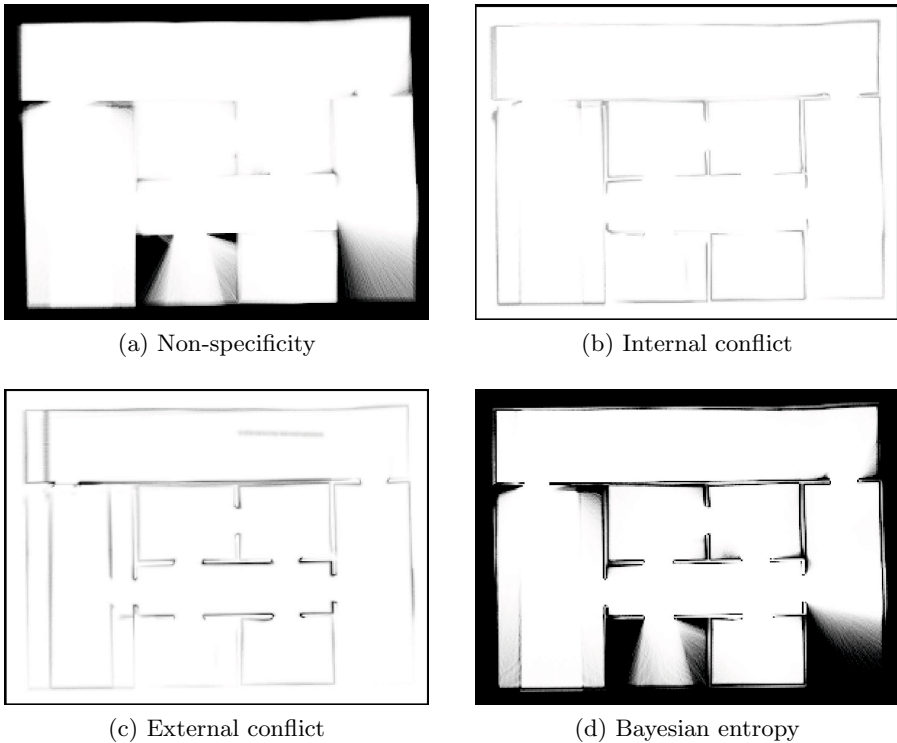 (a) Non-specificity
(b) Internal conflict
(c) External conflict
(d) Bayesian entropy